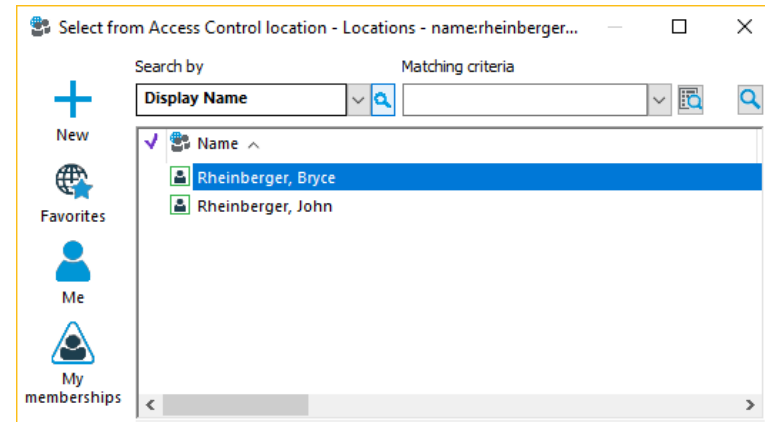 Select from Access Control location - Locations - name:rheinberger...
Search by
Matching criteria
Display Name
New
Name
Rheinberger, Bryce
Rheinberger, John
Favorites
Me
My
memberships